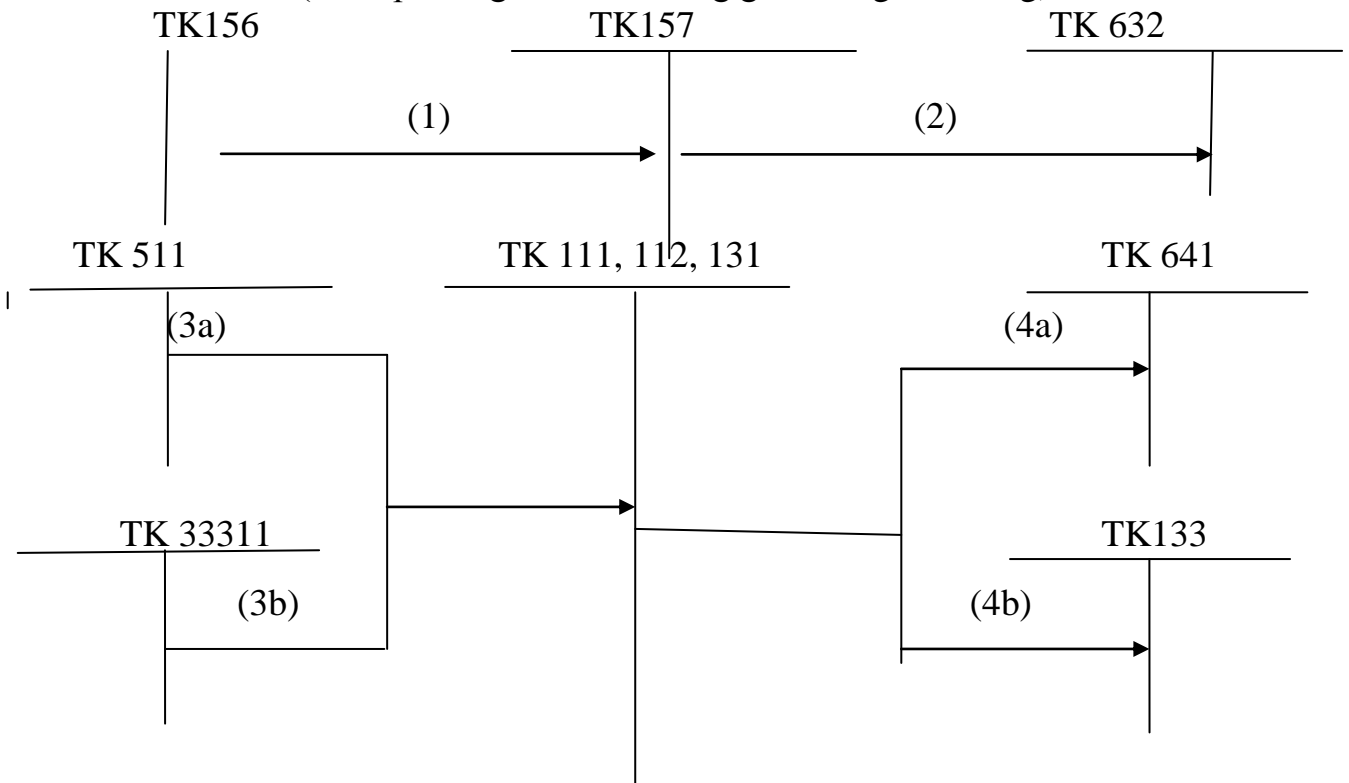 TK156 TK157 TK 632
(1) (2)
TK 511 TK 111, 112, 131 TK 641
(3a) (4a)
TK 33311 TK133
(3b) (4b)